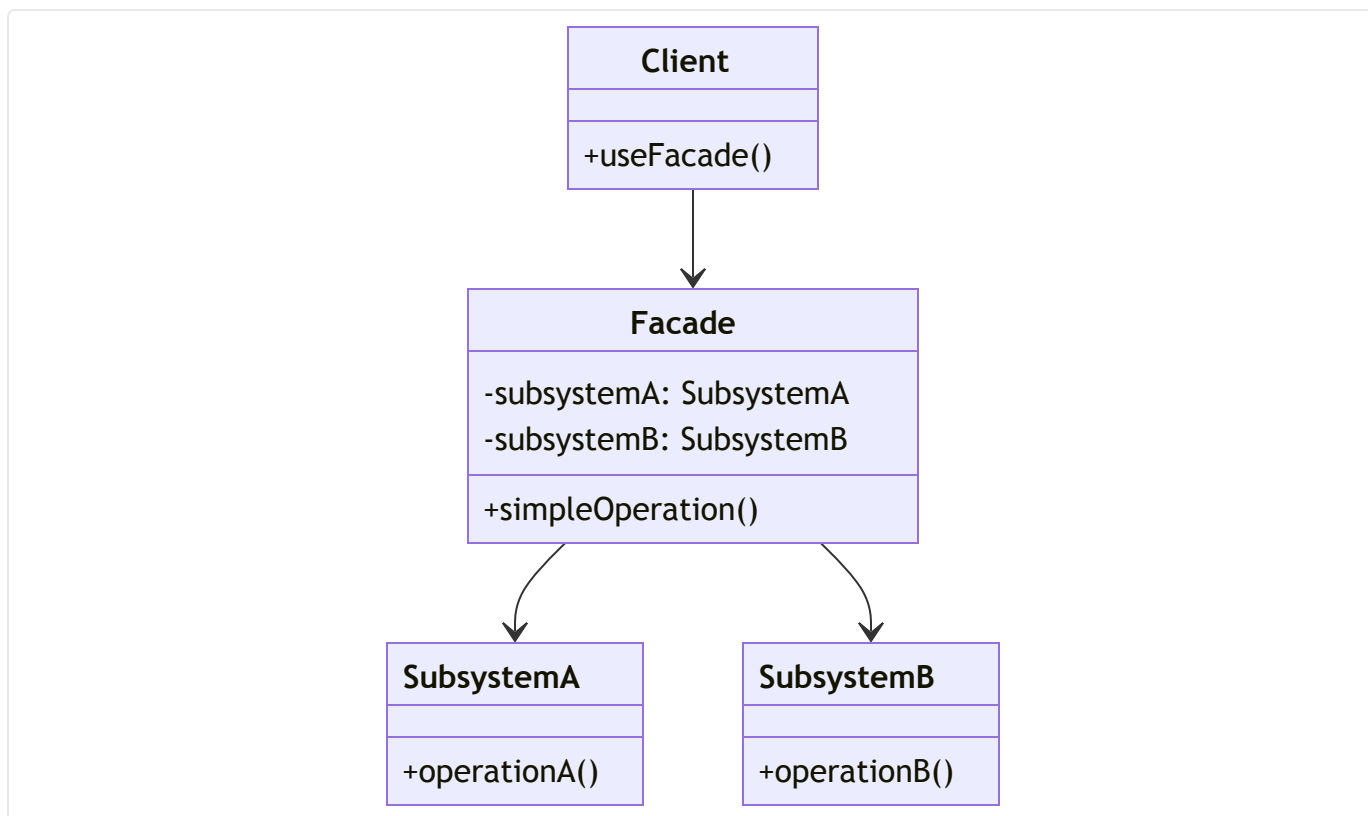 Client
+useFacade()
Facade
-subsystemA: SubsystemA
-subsystemB: SubsystemB
+simpleOperation()
SubsystemA
+operationA()
SubsystemB
+operationB()